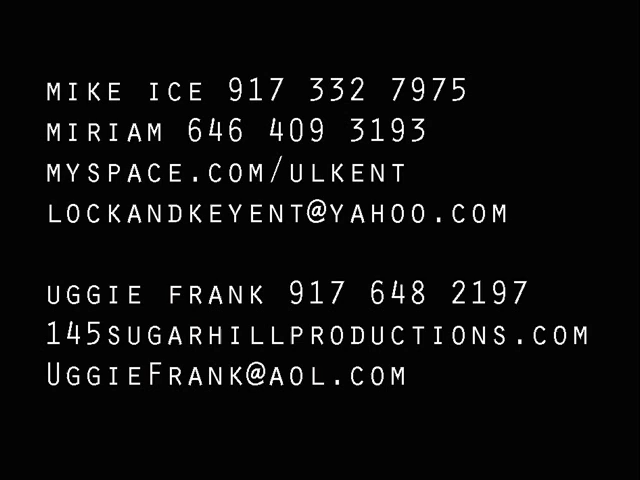 MIKE ICE 917 332 7975
MIRIAM 646 409 3193
MYSPACE.COM/ULKENT
LOCKANDKEYENT@YAHOO.COM
UGGIE FRANK 917 648 2197
145SUGARHILLPRODUCTIONS.COM
UGGIEFRANK@AOL.COM